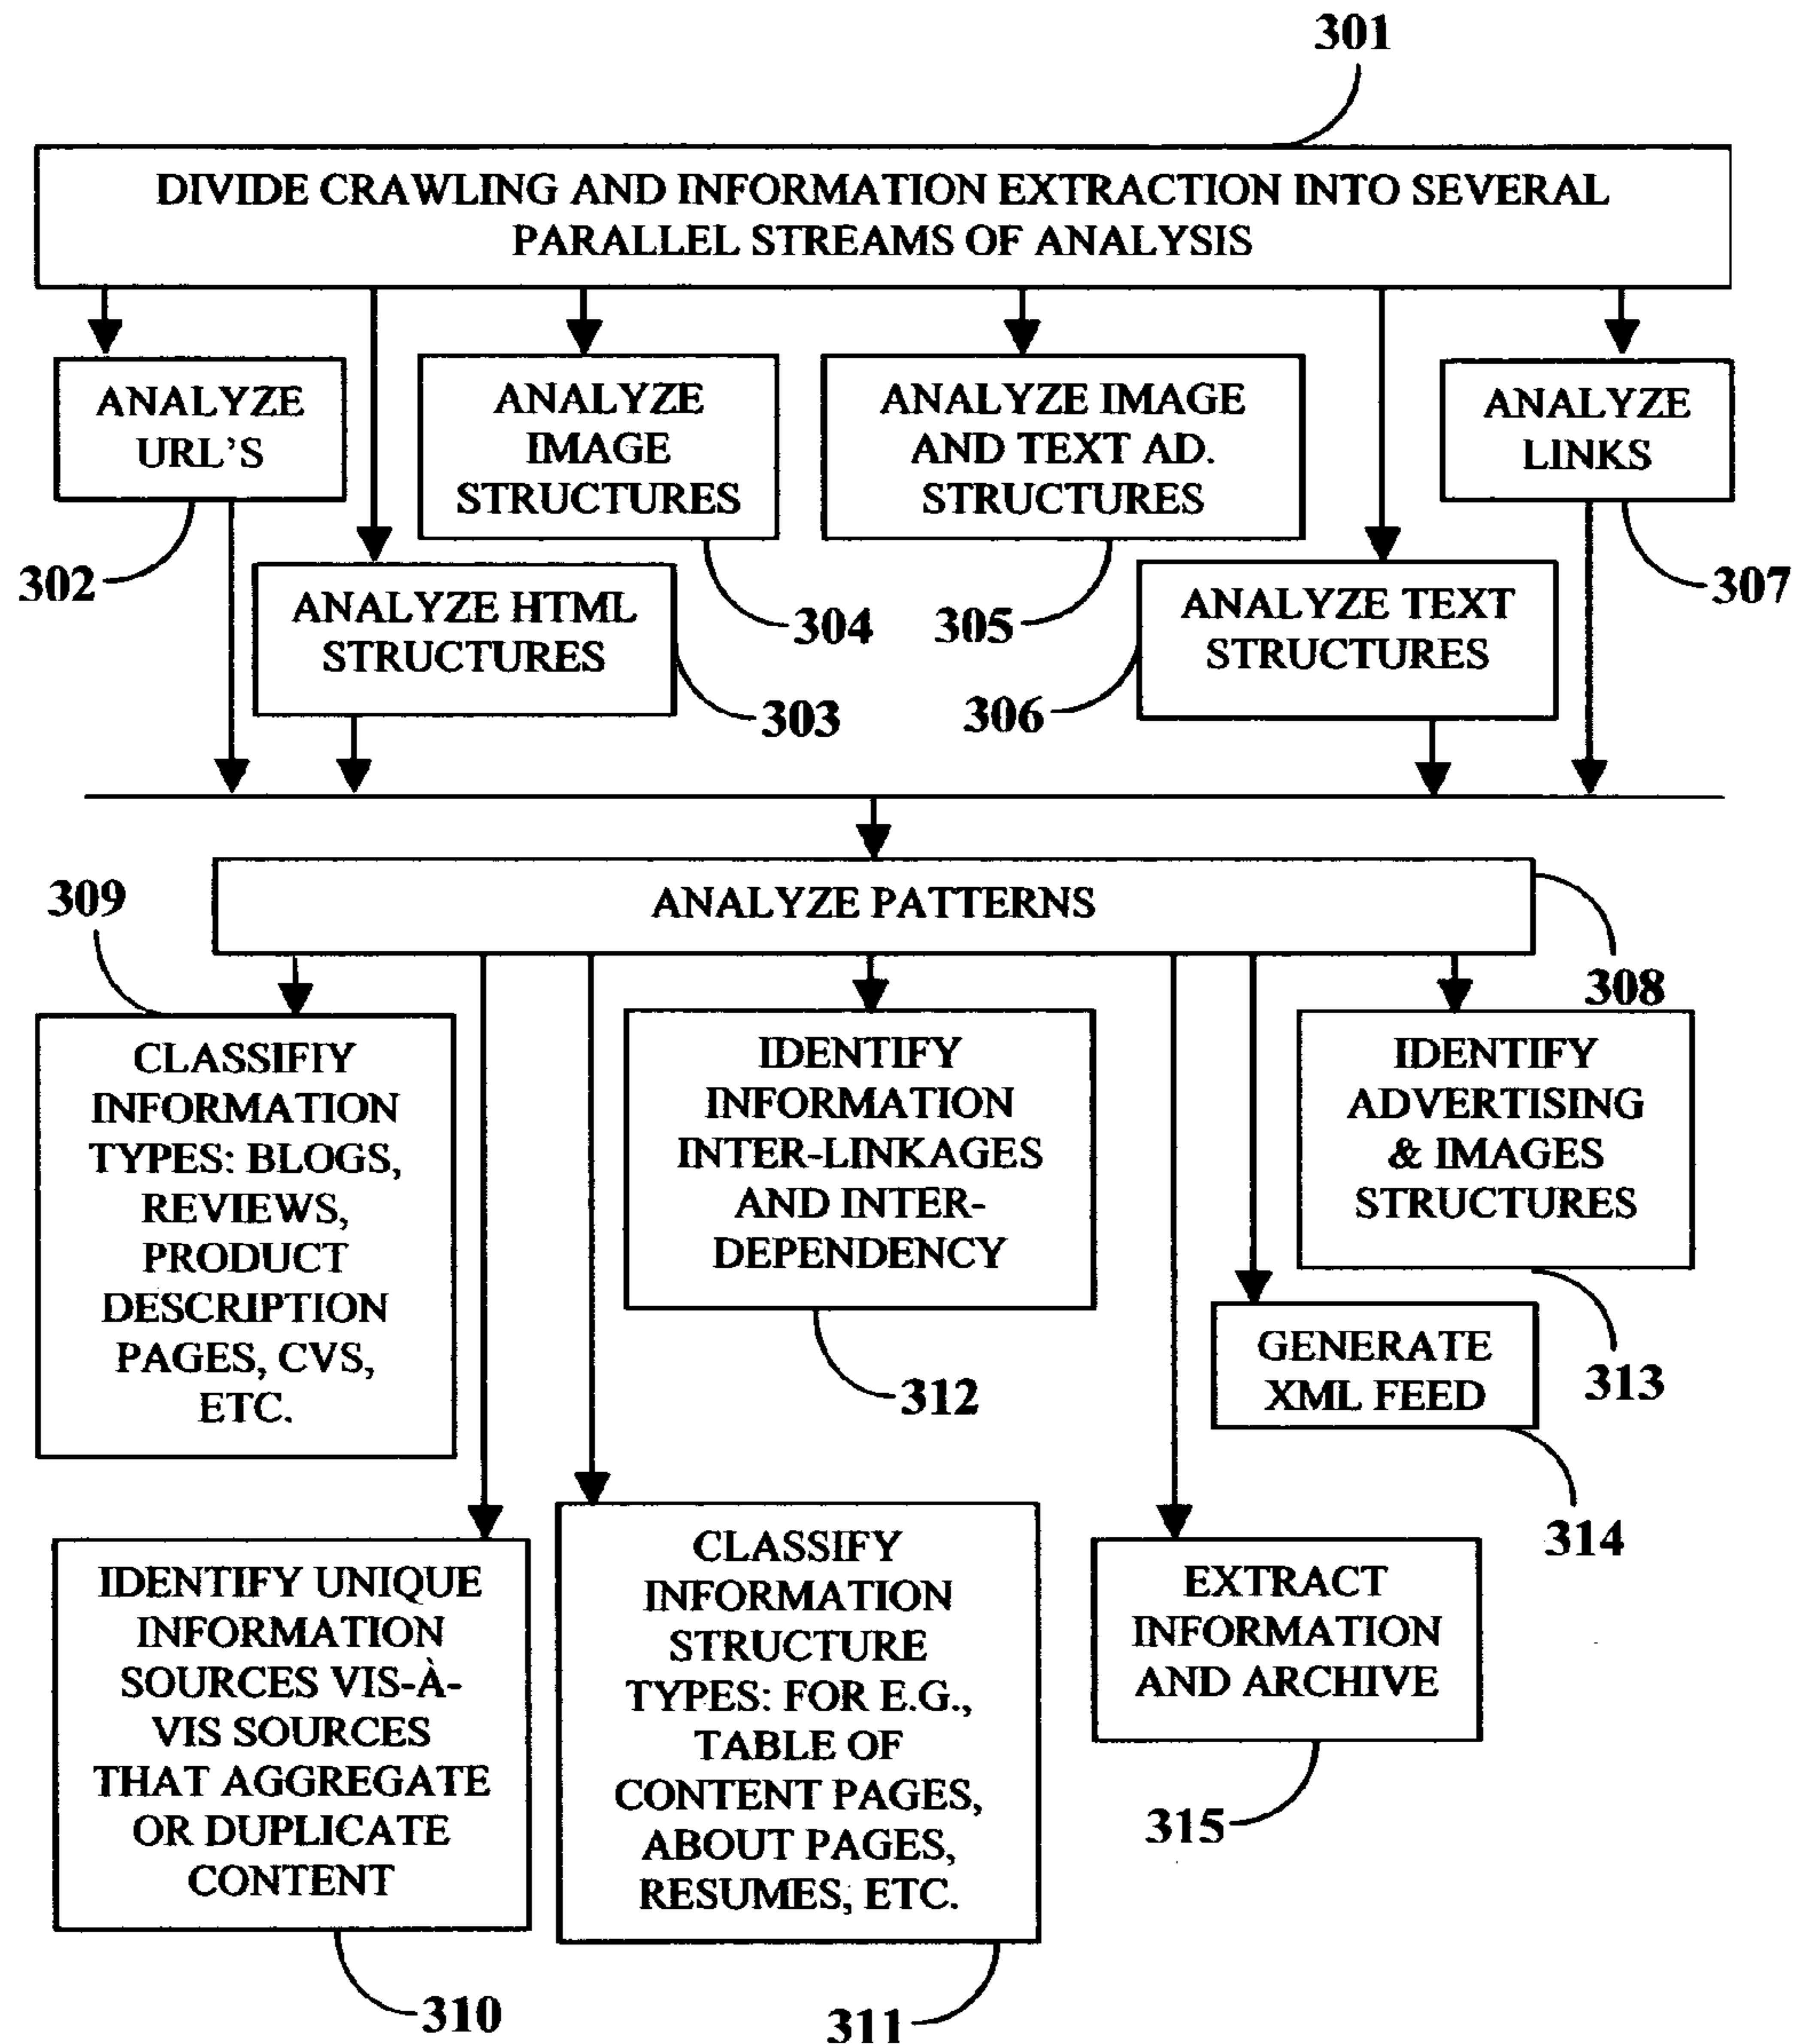 301
DIVIDE CRAWLING AND INFORMATION EXTRACTION INTO SEVERAL
PARALLEL STREAMS OF ANALYSIS
ANALYZE
URL'S
302
ANALYZE HTML
STRUCTURES
303
ANALYZE
IMAGE
STRUCTURES
304
ANALYZE IMAGE
AND TEXT AD.
STRUCTURES
305
ANALYZE TEXT
STRUCTURES
306
ANALYZE
LINKS
307
ANALYZE PATTERNS
308
309
CLASSIFIY
INFORMATION
TYPES: BLOGS,
REVIEWS,
PRODUCT
DESCRIPTION
PAGES, CVS,
ETC.
IDENTIFY
INFORMATION
INTER-LINKAGES
AND INTER-
DEPENDENCY
312
IDENTIFY
ADVERTISING
& IMAGES
STRUCTURES
313
GENERATE
XML FEED
314
IDENTIFY UNIQUE
INFORMATION
SOURCES VIS-À-
VIS SOURCES
THAT AGGREGATE
OR DUPLICATE
CONTENT
310
CLASSIFY
INFORMATION
STRUCTURE
TYPES: FOR E.G.,
TABLE OF
CONTENT PAGES,
ABOUT PAGES,
RESUMES, ETC.
311
EXTRACT
INFORMATION
AND ARCHIVE
315